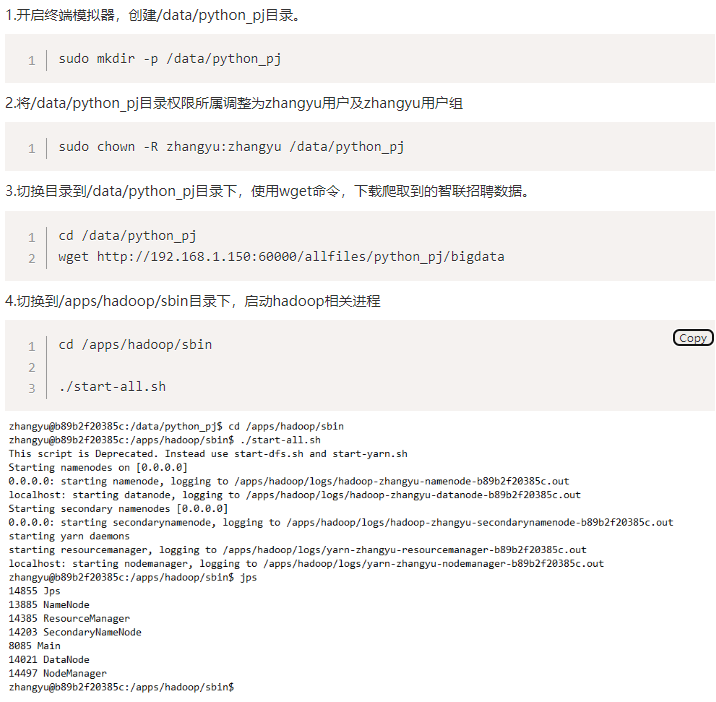 1.开启终端模拟器，创建/data/python_pj目录。
1 sudo mkdir -p /data/python_pj
2.将/data/python_pj目录权限所属调整为zhangyu用户及zhangyu用户组
1 sudo chown -R zhangyu:zhangyu /data/python_pj
3.切换目录到/data/python_pj目录下，使用wget命令，下载爬取到的智联招聘数据。
1 cd /data/python_pj
2 wget http://192.168.1.150:60000/allfiles/python_pj/bigdata
4.切换到/apps/hadoop/sbin目录下，启动hadoop相关进程
Copy
1 cd /apps/hadoop/sbin
2
3 ./start-all.sh
zhangyu@b89b2f20385c:/data/python_pj$ cd /apps/hadoop/sbin
zhangyu@b89b2f20385c:/apps/hadoop/sbin$ ./start-all.sh
This script is Deprecated. Instead use start-dfs.sh and start-yarn.sh
Starting namenodes on [0.0.0.0]
0.0.0.0: starting namenode, logging to /apps/hadoop/logs/hadoop-zhangyu-namenode-b89b2f20385c.out
localhost: starting datanode, logging to /apps/hadoop/logs/hadoop-zhangyu-datanode-b89b2f20385c.out
Starting secondary namenodes [0.0.0.0]
0.0.0.0: starting secondarynamenode, logging to /apps/hadoop/logs/hadoop-zhangyu-secondarynamenode-b89b2f20385c.out
starting yarn daemons
starting resourcemanager, logging to /apps/hadoop/logs/yarn-zhangyu-resourcemanager-b89b2f20385c.out
localhost: starting nodemanager, logging to /apps/hadoop/logs/yarn-zhangyu-nodemanager-b89b2f20385c.out
zhangyu@b89b2f20385c:/apps/hadoop/sbin$ jps
14855 Jps
13885 NameNode
14385 ResourceManager
14203 SecondaryNameNode
8085 Main
14021 DataNode
14497 NodeManager
zhangyu@b89b2f20385c:/apps/hadoop/sbin$